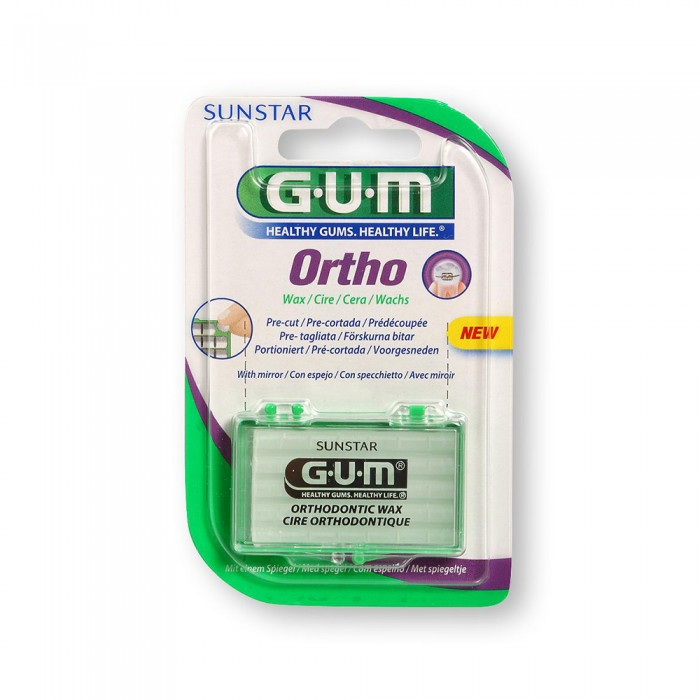 SUNSTAR
G·U·M
HEALTHY GUMS. HEALTHY LIFE.®
Ortho
Wax / Cire / Cera / Wachs
Pre-cut / Pre-cortada / Prédécoupée
Pre- tagliata / Förskurna bitar
Portioniert / Pré-cortada / Voorgesneden
NEW
With mirror / Con espejo / Con specchietto / Avec miroir
SUNSTAR
G·U·M®
HEALTHY GUMS. HEALTHY LIFE.®
ORTHODONTIC WAX
CIRE ORTHODONTIQUE
Mit einem Spiegel / Med speger / Com espelho / Met spiegeltje